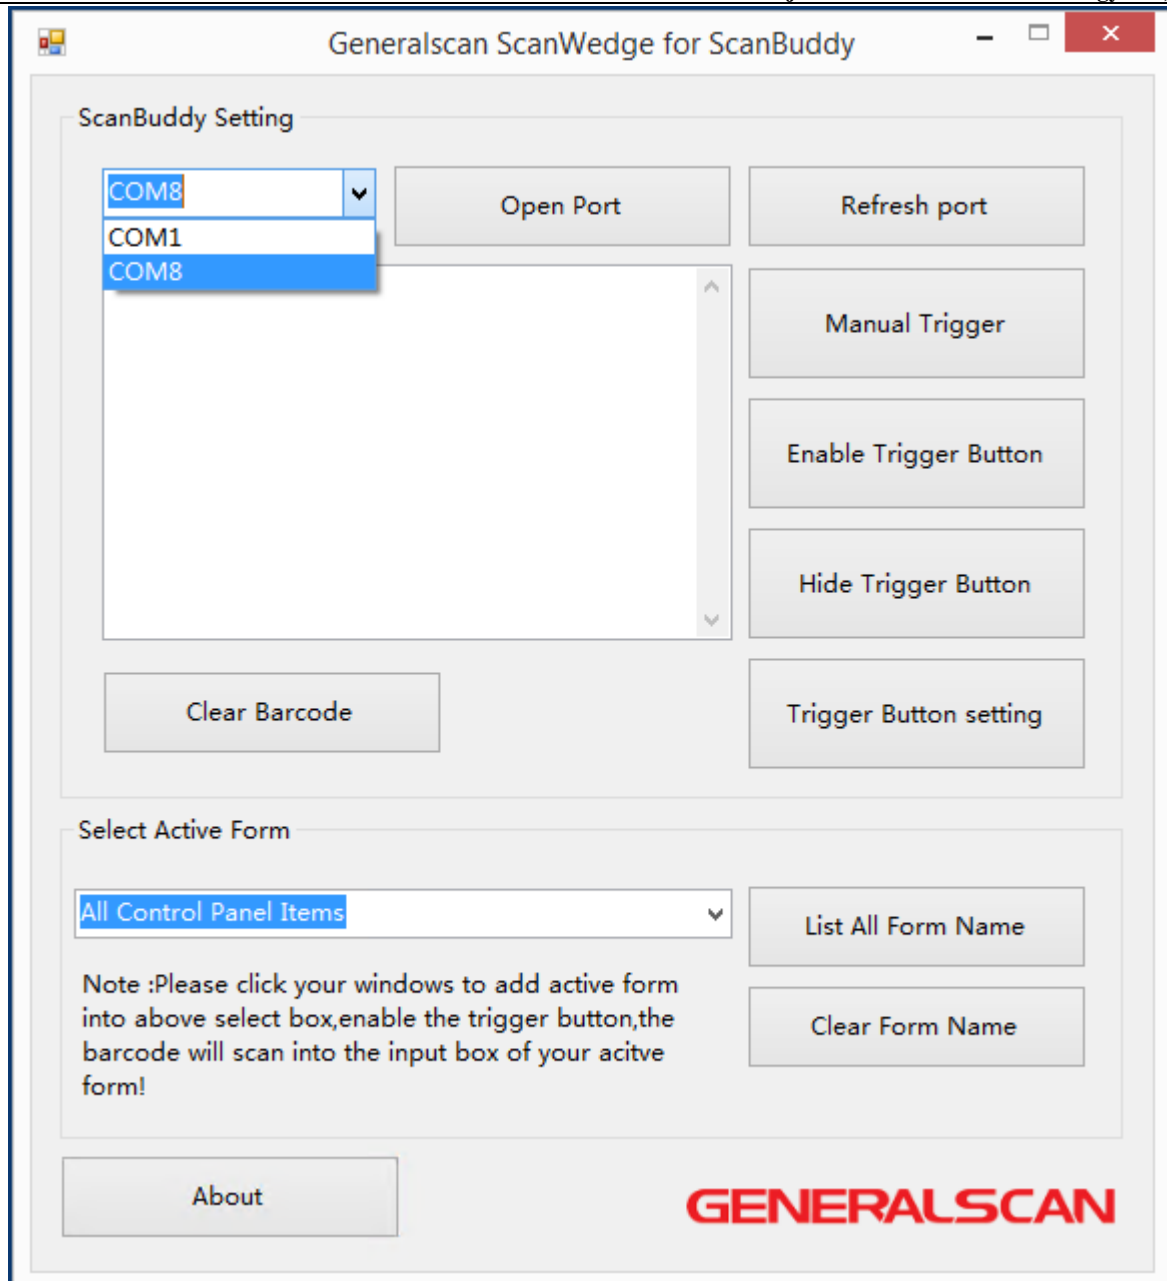 Generalscan ScanWedge for ScanBuddy
ScanBuddy Setting
COM8
Open Port
Refresh port
COM1
COM8
Manual Trigger
Enable Trigger Button
Hide Trigger Button
Clear Barcode
Trigger Button setting
Select Active Form
All Control Panel Items
List All Form Name
Note :Please click your windows to add active form
into above select box,enable the trigger button,the
barcode will scan into the input box of your acitve
form!
Clear Form Name
About
GENERALSCAN